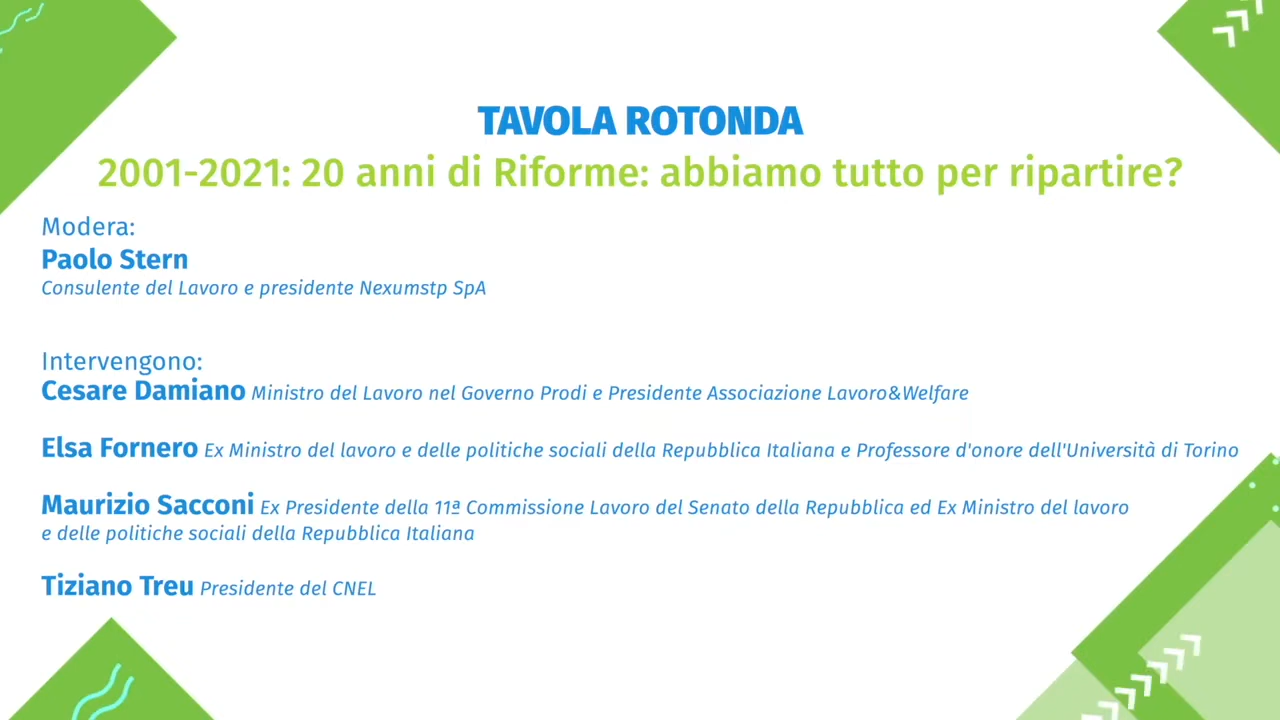 TAVOLA ROTONDA
2001-2021: 20 anni di Riforme: abbiamo tutto per ripartire?
Modera:
Paolo Stern
Consulente del Lavoro e presidente Nexumstp SpA
Intervengono:
Cesare Damiano Ministro del Lavoro nel Governo Prodi e Presidente Associazione Lavoro&Welfare
Elsa Fornero Ex Ministro del lavoro e delle politiche sociali della Repubblica Italiana e Professore d'onore dell'Università di Torino
Maurizio Sacconi Ex Presidente della 11ª Commissione Lavoro del Senato della Repubblica ed Ex Ministro del lavoro
e delle politiche sociali della Repubblica Italiana
Tiziano Treu Presidente del CNEL